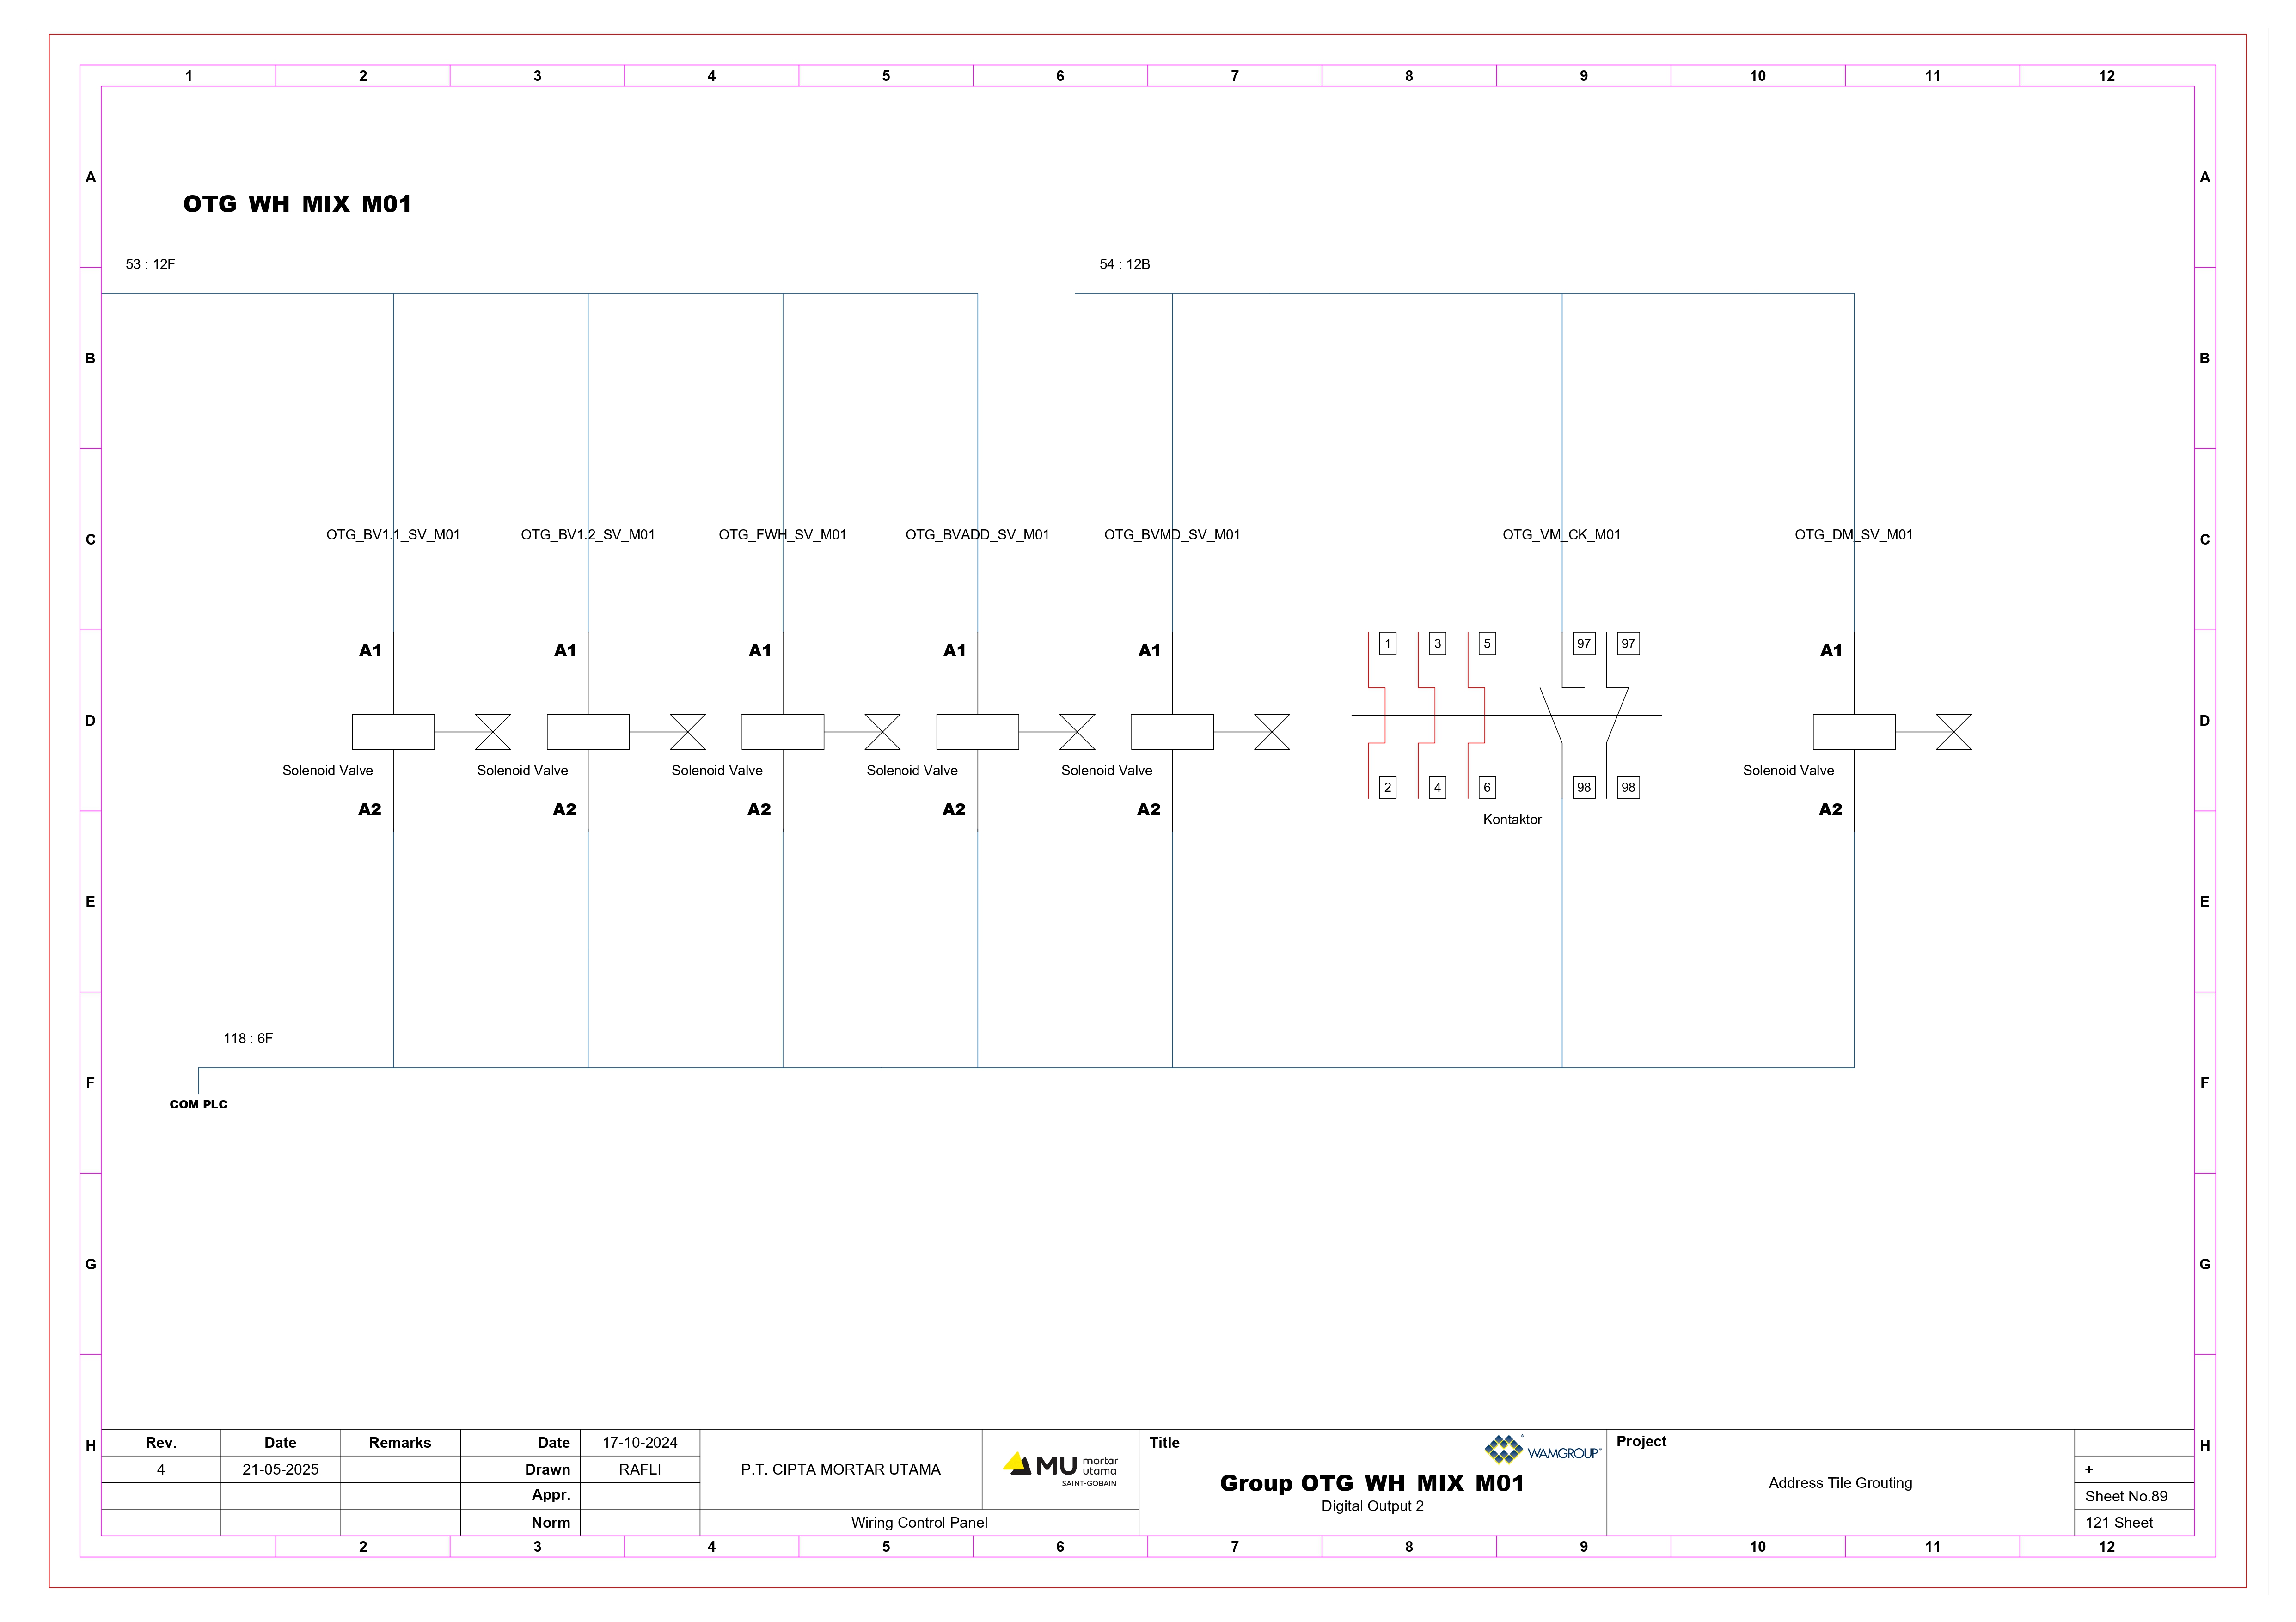 1 2 3 4 5 6 7 8 9 10 11 12
A A
OTG_WH_MIX_M01
53 : 12F 54 : 12B
B B
C OTG_BV1.1_SV_M01 OTG_BV1.2_SV_M01 OTG_FWH_SV_M01 OTG_BVADD_SV_M01 OTG_BVMD_SV_M01 OTG_VM_CK_M01 OTG_DM_SV_M01 C
A1 A1 A1 A1 A1 1 3 5 97 97 A1
D D
Solenoid Valve Solenoid Valve Solenoid Valve Solenoid Valve Solenoid Valve Solenoid Valve
A2 A2 A2 A2 A2 2 4 6 98 98 A2
Kontaktor
E E
118 : 6F
F F
COM PLC
G G
H H
Rev. Date Remarks Date 17-10-2024
4 21-05-2025 Drawn RAFLI
Appr.
Norm
P.T. CIPTA MORTAR UTAMA
MU mortar utama
SAINT-GOBAIN
Wiring Control Panel
Title
WAMGROUP
Group OTG_WH_MIX_M01
Digital Output 2
Project
Address Tile Grouting
+
Sheet No.89
121 Sheet
2 3 4 5 6 7 8 9 10 11 12